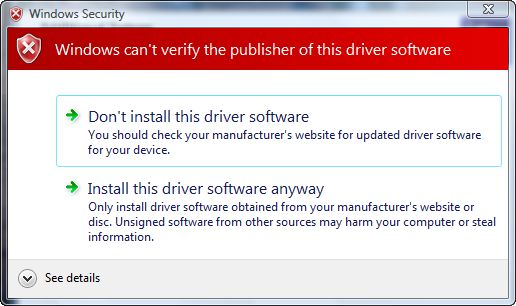 Windows Security
Windows can't verify the publisher of this driver software
Don't install this driver software
You should check your manufacturer's website for updated driver software
for your device.
Install this driver software anyway
Only install driver software obtained from your manufacturer's website or
disc. Unsigned software from other sources may harm your computer or steal
information.
See details